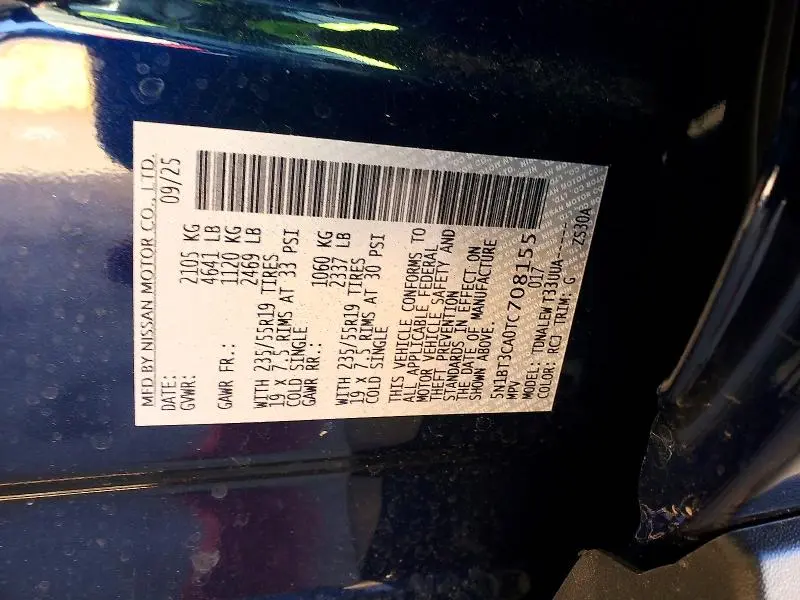 MFD BY NISSAN MOTOR CO., LTD.
DATE: 09/25
GVWR: 2105 KG
4641 LB
GAWR FR.: 1120 KG
2469 LB
WITH 235/55R19 TIRES
19 X 7.5 RIMS AT 33 PSI
COLD SINGLE
GAWR RR.: 1060 KG
2337 LB
WITH 235/55R19 TIRES
19 X 7.5 RIMS AT 30 PSI
COLD SINGLE
THIS VEHICLE CONFORMS TO
ALL APPLICABLE FEDERAL
MOTOR VEHICLE SAFETY AND
THEFT PREVENTION
STANDARDS IN EFFECT ON
THE DATE OF MANUFACTURE
SHOWN ABOVE.
5N1BT3CA0TC708155
MPV 017
MODEL: TDNALEW T33UUA----
COLOR: RCJ TRIM: G ZS30A